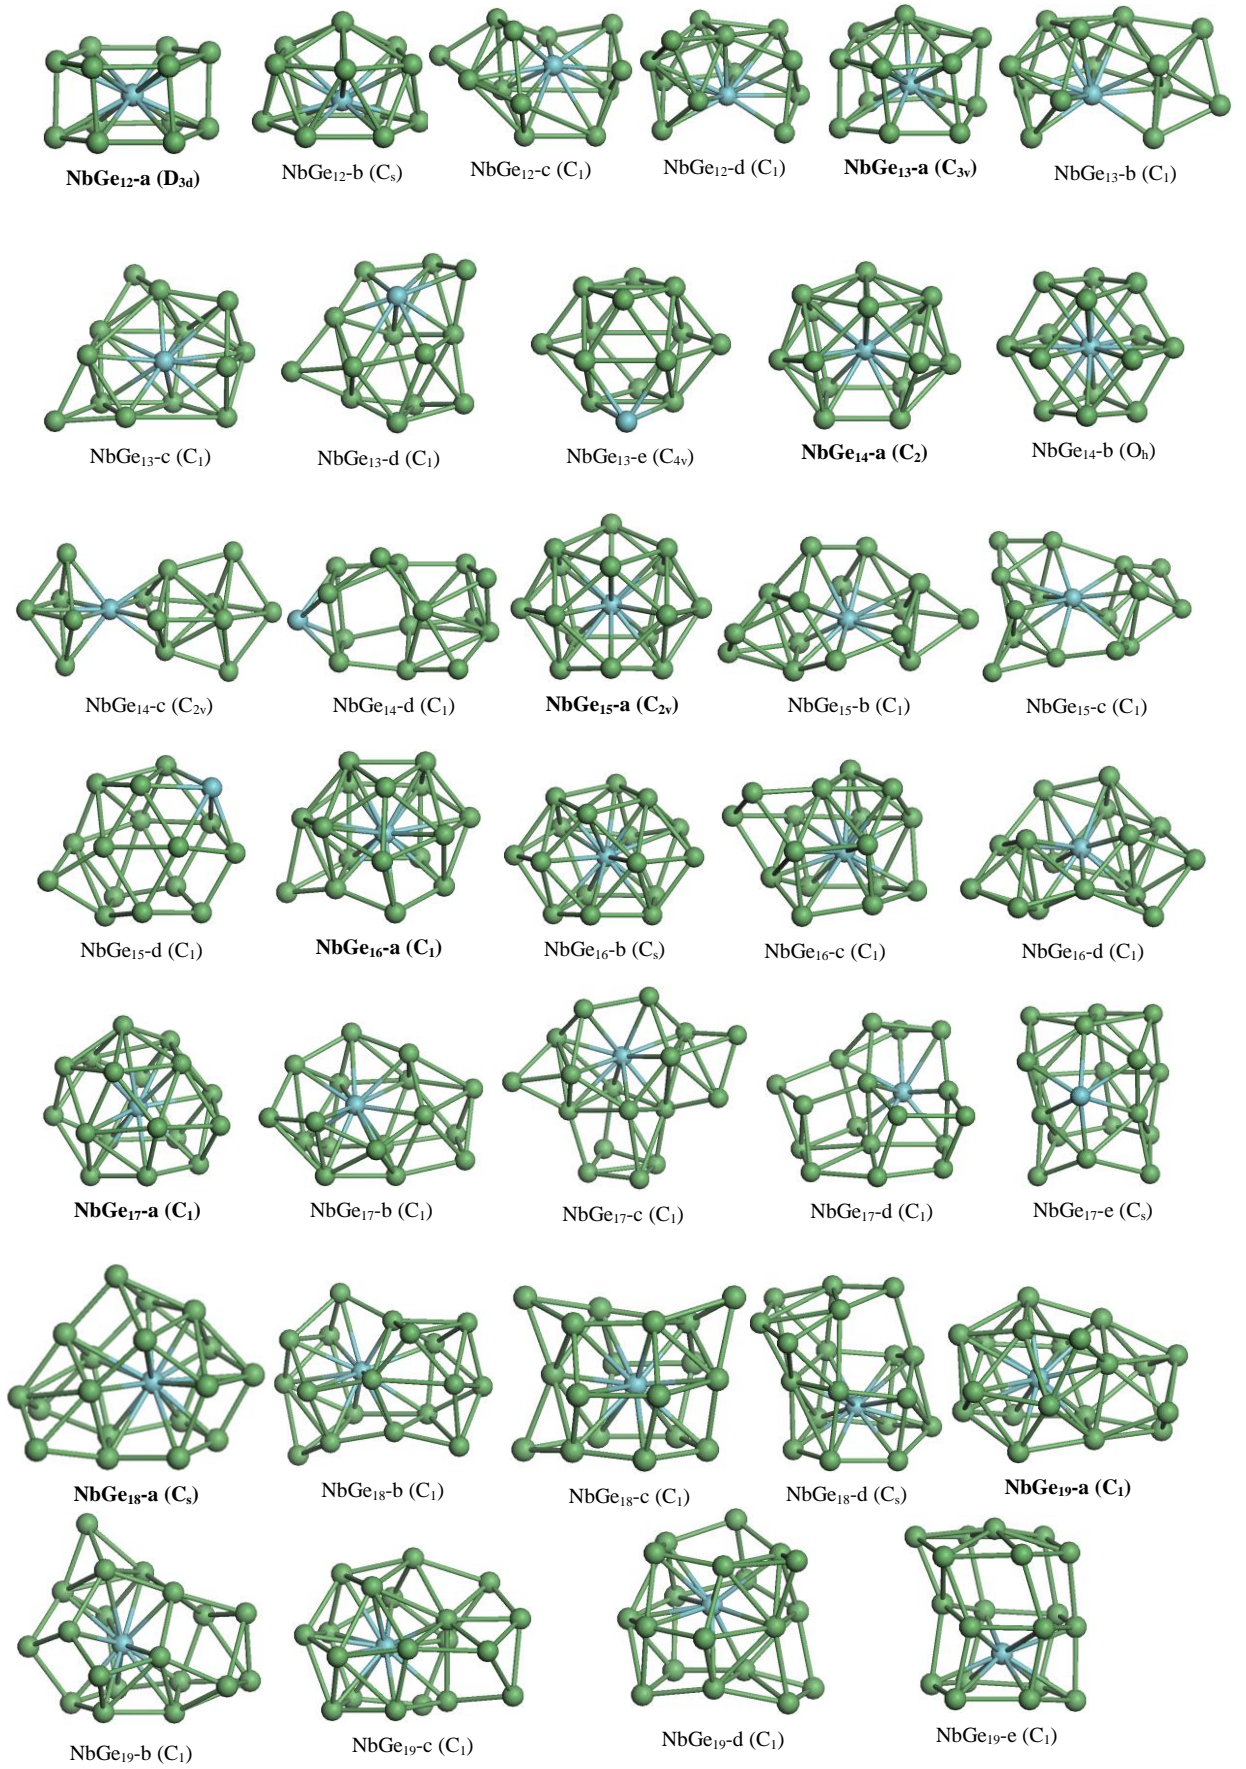 NbGe₁₂-a (D₃d) NbGe₁₂-b (Cₛ) NbGe₁₂-c (C₁) NbGe₁₂-d (C₁) NbGe₁₃-a (C₃ᵥ) NbGe₁₃-b (C₁)
NbGe₁₃-c (C₁) NbGe₁₃-d (C₁) NbGe₁₃-e (C₄ᵥ) NbGe₁₄-a (C₂) NbGe₁₄-b (Oₕ)
NbGe₁₄-c (C₂ᵥ) NbGe₁₄-d (C₁) NbGe₁₅-a (C₂ᵥ) NbGe₁₅-b (C₁) NbGe₁₅-c (C₁)
NbGe₁₅-d (C₁) NbGe₁₆-a (C₁) NbGe₁₆-b (Cₛ) NbGe₁₆-c (C₁) NbGe₁₆-d (C₁)
NbGe₁₇-a (C₁) NbGe₁₇-b (C₁) NbGe₁₇-c (C₁) NbGe₁₇-d (C₁) NbGe₁₇-e (Cₛ)
NbGe₁₈-a (Cₛ) NbGe₁₈-b (C₁) NbGe₁₈-c (C₁) NbGe₁₈-d (Cₛ) NbGe₁₉-a (C₁)
NbGe₁₉-b (C₁) NbGe₁₉-c (C₁) NbGe₁₉-d (C₁) NbGe₁₉-e (C₁)